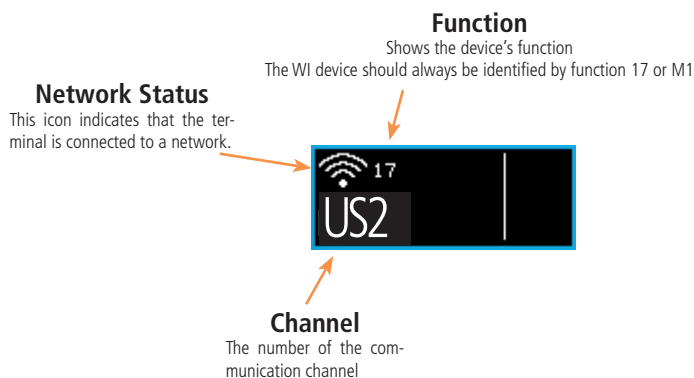 Function
Shows the device's function
The WI device should always be identified by function 17 or M1
Network Status
This icon indicates that the ter-
minal is connected to a network.
17
US2
Channel
The number of the com-
munication channel